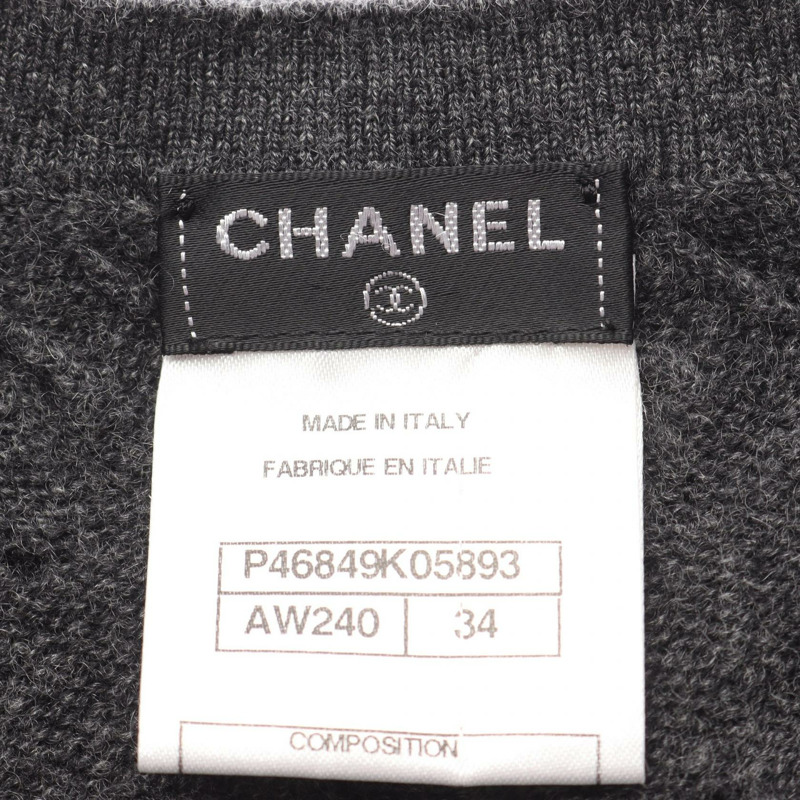 CHANEL
MADE IN ITALY
FABRIQUE EN ITALIE
P46849K05893
AW240 34
COMPOSITION